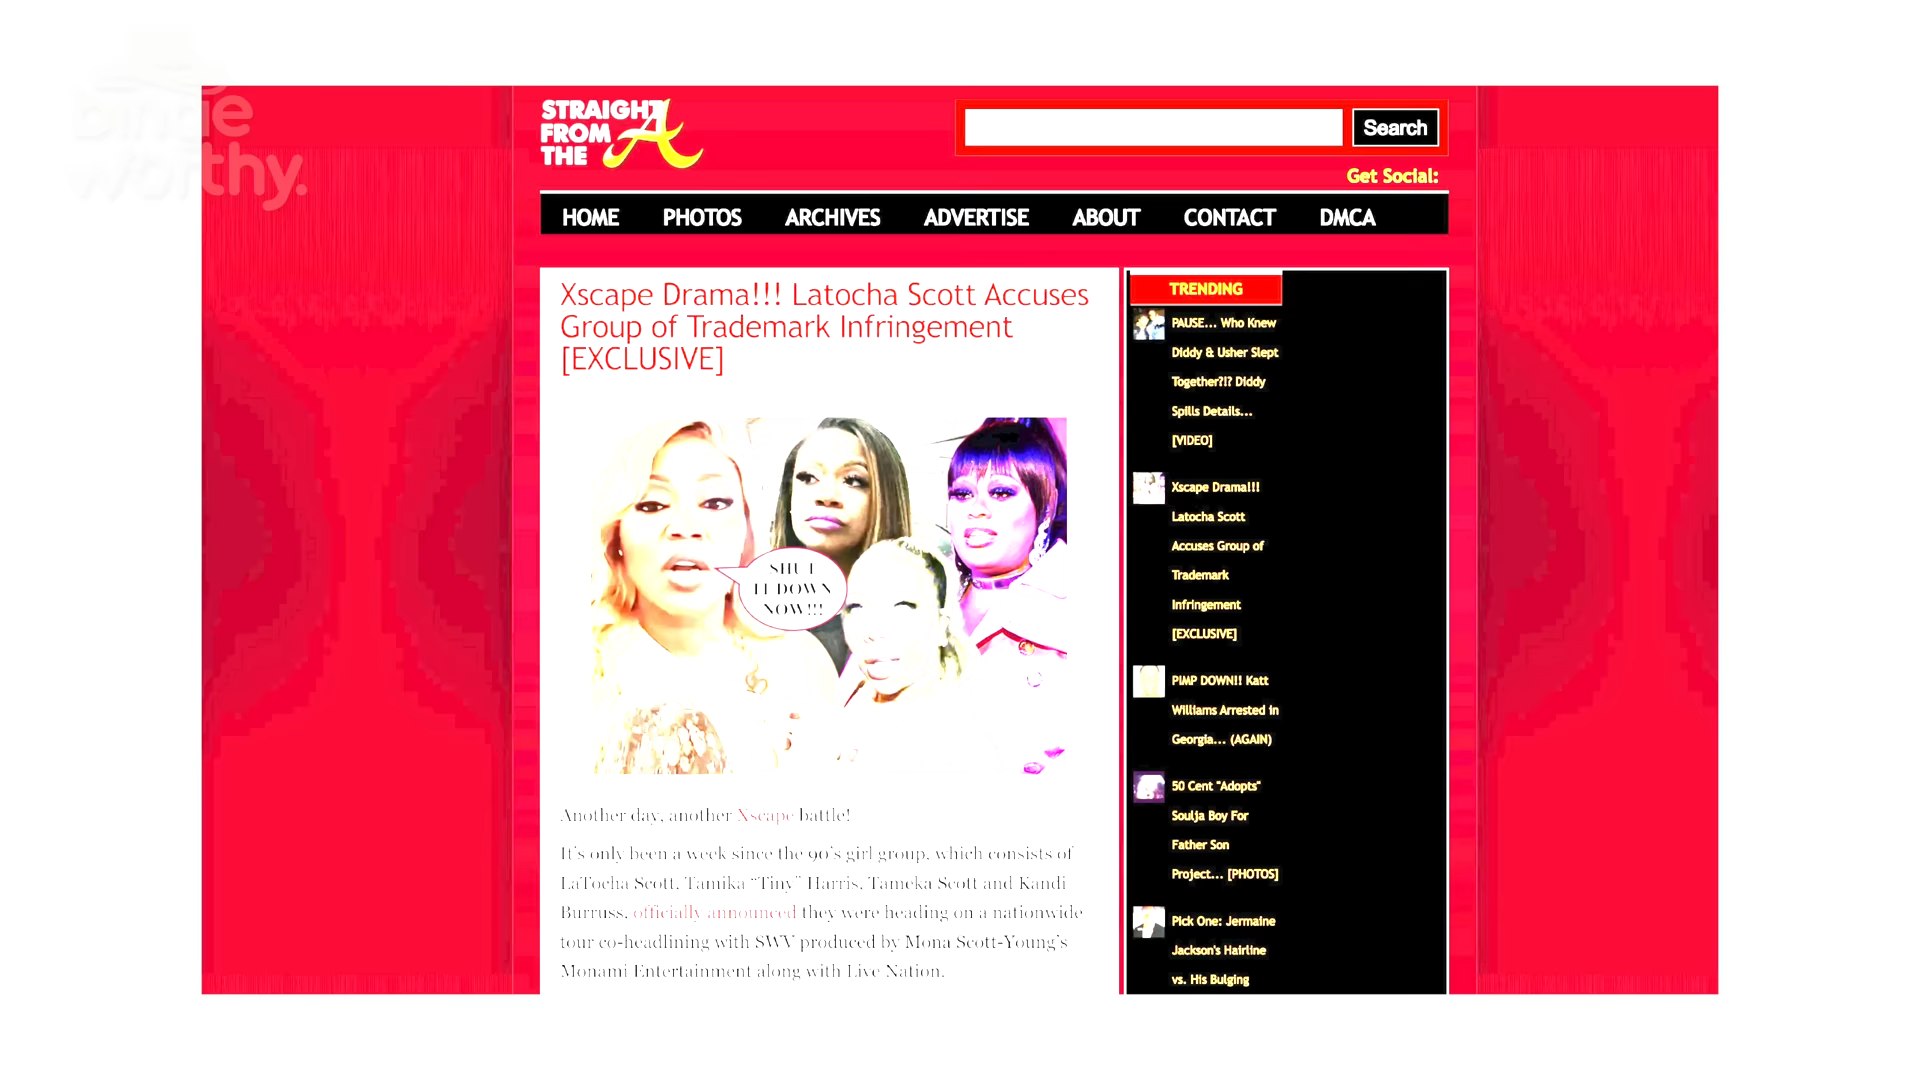 binge
worthy.
STRAIGHT
FROM
THE A
Search
Get Social:
HOME PHOTOS ARCHIVES ADVERTISE ABOUT CONTACT DMCA
Xscape Drama!!! Latocha Scott Accuses
Group of Trademark Infringement
[EXCLUSIVE]
SHUT
IT DOWN
NOW!!!
Another day, another Xscape battle!
It's only been a week since the 90's girl group, which consists of
LaTocha Scott, Tamika “Tiny” Harris, Tameka Scott and Kandi
Burruss, officially announced they were heading on a nationwide
tour co-headlining with SWV produced by Mona Scott-Young's
Monami Entertainment along with Live Nation.
TRENDING
PAUSE... Who Knew
Diddy & Usher Slept
Together?!? Diddy
Spills Details...
[VIDEO]
Xscape Drama!!!
Latocha Scott
Accuses Group of
Trademark
Infringement
[EXCLUSIVE]
PIMP DOWN!! Katt
Williams Arrested in
Georgia... (AGAIN)
50 Cent "Adopts"
Soulja Boy For
Father Son
Project... [PHOTOS]
Pick One: Jermaine
Jackson's Hairline
vs. His Bulging